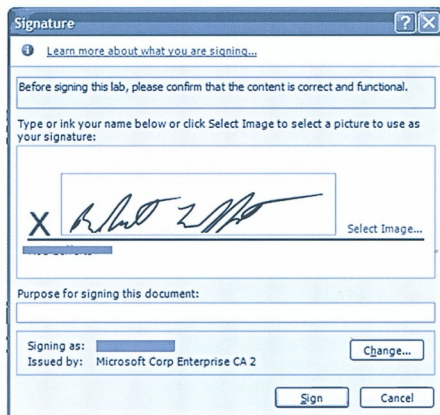 Signature
Learn more about what you are signing...
Before signing this lab, please confirm that the content is correct and functional.
Type or ink your name below or click Select Image to select a picture to use as
your signature:
X
Select Image...
Purpose for signing this document:
Signing as:
Change...
Issued by: Microsoft Corp Enterprise CA 2
Sign Cancel